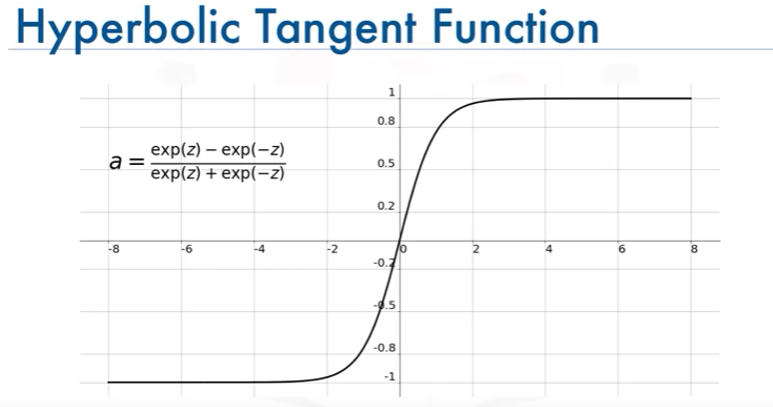 Hyperbolic Tangent Function
1
0.8
a = exp(z) − exp(−z)
exp(z) + exp(−z)
0.5
0.2
-8 -6 -4 -2 0 2 4 6 8
-0.2
-0.5
-0.8
-1